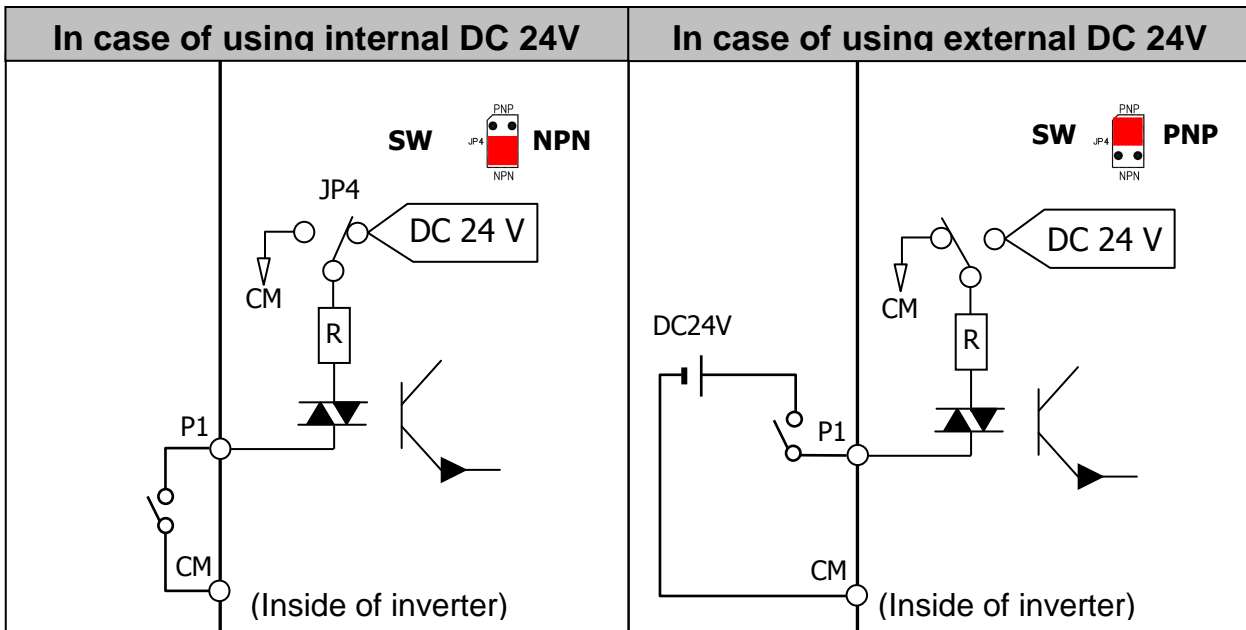 In case of using internal DC 24V
PNP
SW JP4 NPN
NPN
JP4
DC 24 V
CM
R
P1
CM
(Inside of inverter)
In case of using external DC 24V
PNP
SW JP4 PNP
NPN
DC 24 V
CM
DC24V
R
P1
CM
(Inside of inverter)